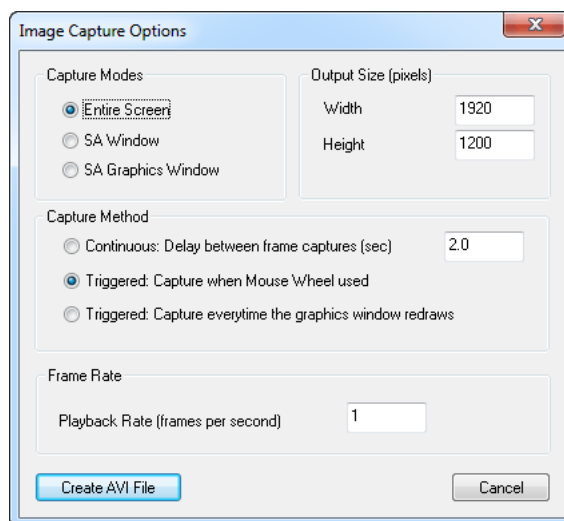 Image Capture Options
Capture Modes
Entire Screen
SA Window
SA Graphics Window
Output Size (pixels)
Width 1920
Height 1200
Capture Method
Continuous: Delay between frame captures (sec) 2.0
Triggered: Capture when Mouse Wheel used
Triggered: Capture everytime the graphics window redraws
Frame Rate
Playback Rate (frames per second) 1
Create AVI File
Cancel